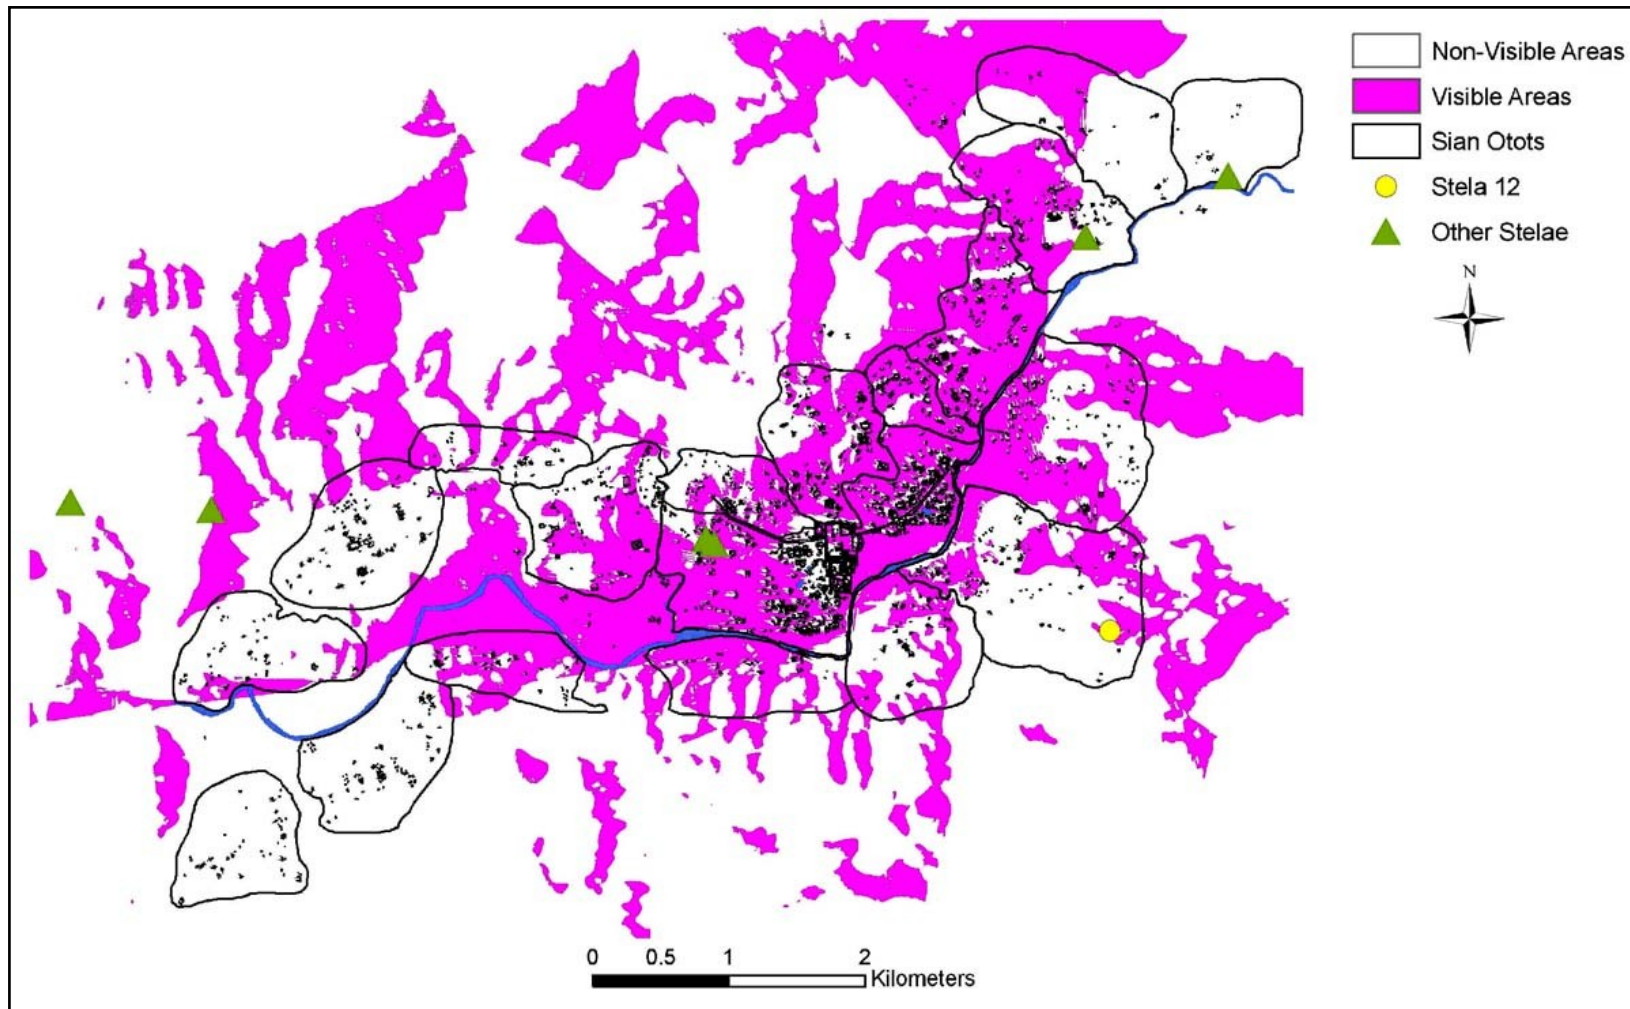 Non-Visible Areas
Visible Areas
Sian Otots
Stela 12
Other Stelae
N
0 0.5 1 2
Kilometers